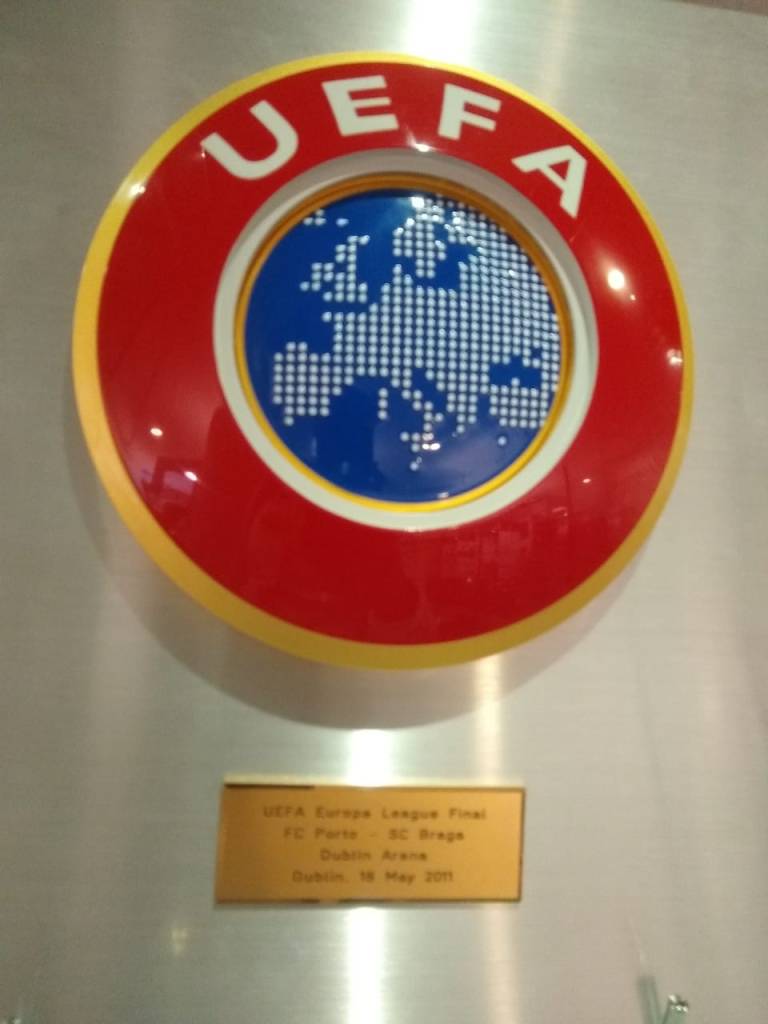 UEFA
UEFA Europa League Final
FC Porto - SC Braga
Dublin Arena
Dublin, 18 May 2011